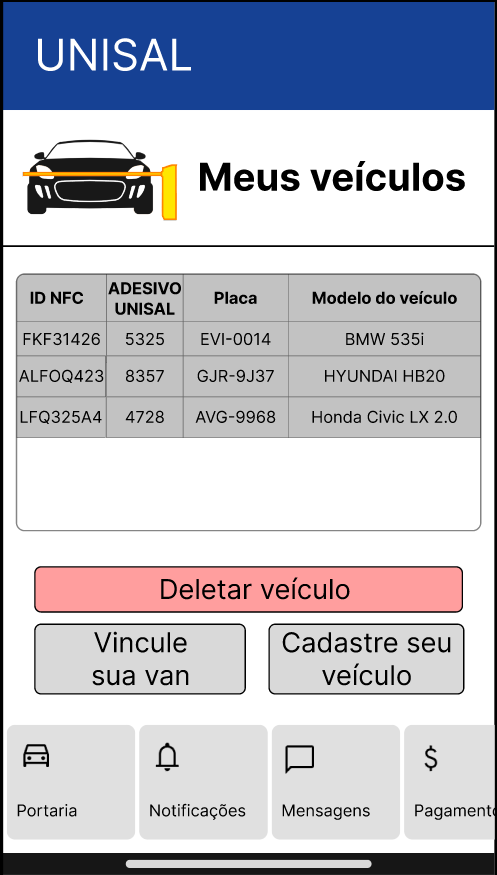 UNISAL
Meus veículos
ID NFC ADESIVO UNISAL Placa Modelo do veículo
FKF31426 5325 EVI-0014 BMW 535i
ALFOQ423 8357 GJR-9J37 HYUNDAI HB20
LFQ325A4 4728 AVG-9968 Honda Civic LX 2.0
Deletar veículo
Vincule
sua van
Cadastre seu
veículo
Portaria Notificações Mensagens Pagamento